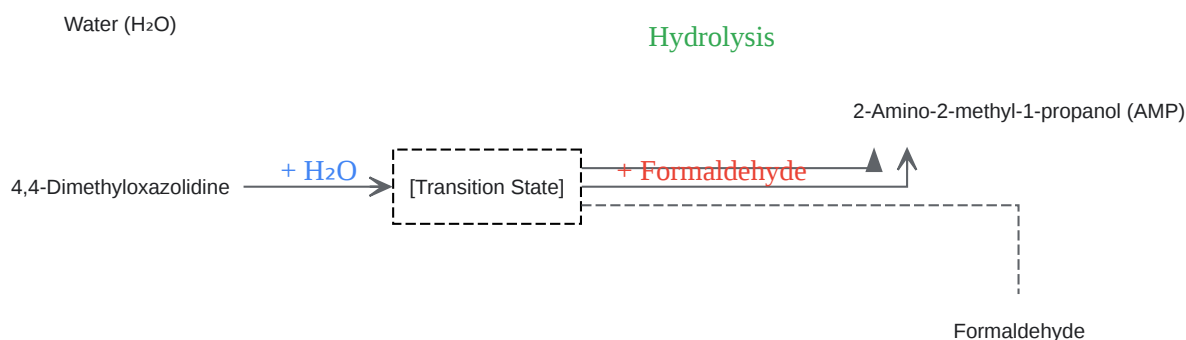 Water (H₂O)
Hydrolysis
2-Amino-2-methyl-1-propanol (AMP)
+ H₂O
+ Formaldehyde
4,4-Dimethyloxazolidine
[Transition State]
Formaldehyde